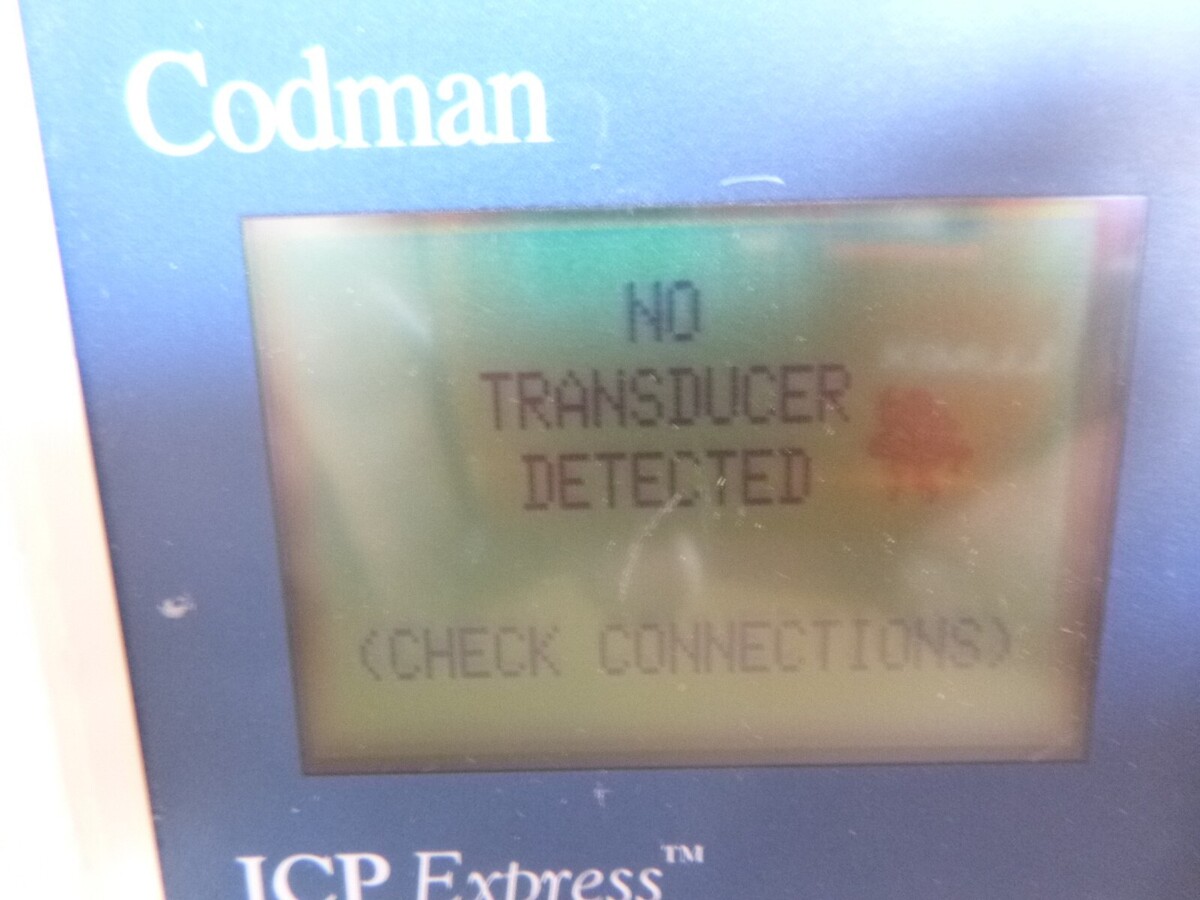 Codman
NO
TRANSDUCER
DETECTED
(CHECK CONNECTIONS)
ICP Express™